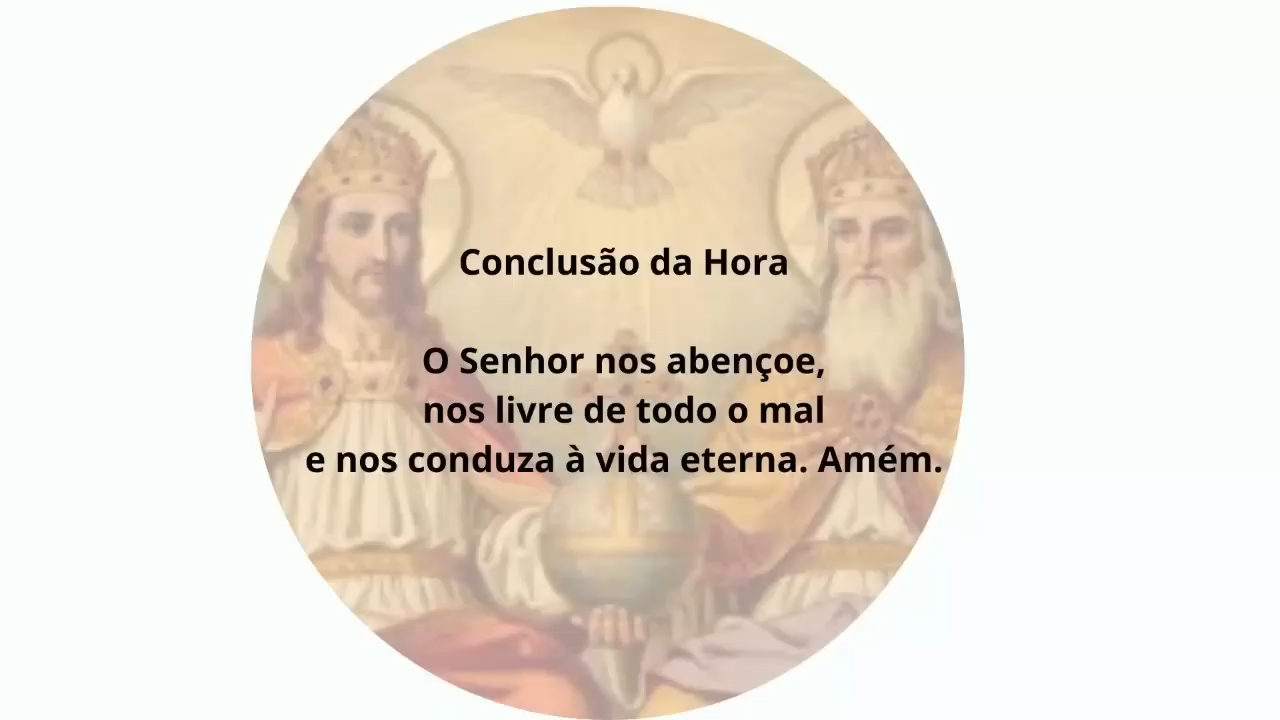 Conclusão da Hora
O Senhor nos abençoe,
nos livre de todo o mal
e nos conduza à vida eterna. Amém.